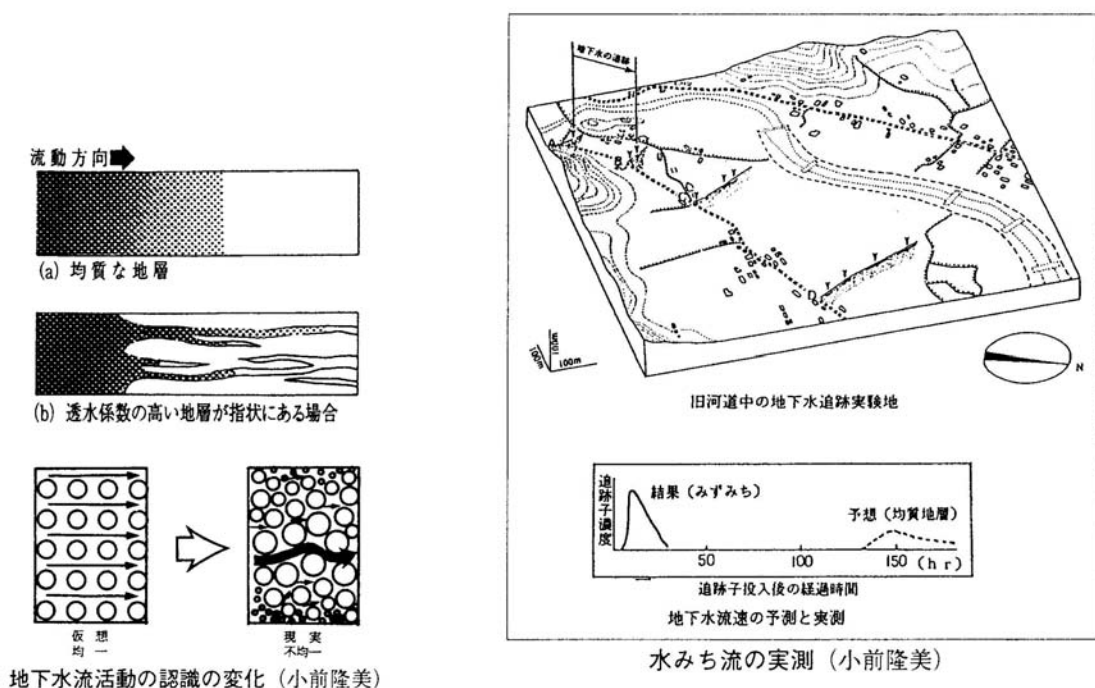 流動方向
(a) 均質な地層
(b) 透水係数の高い地層が指状にある場合
仮想
均一
現実
不均一
地下水流活動の認識の変化 (小前隆美)
地下水の追跡
A
B
100m
100m
100m
N
旧河道中の地下水追跡実験地
追跡子濃度
結果(みずみち)
予想(均質地層)
50
100
150
(hr)
追跡子投入後の経過時間
地下水流速の予測と実測
水みち流の実測 (小前隆美)